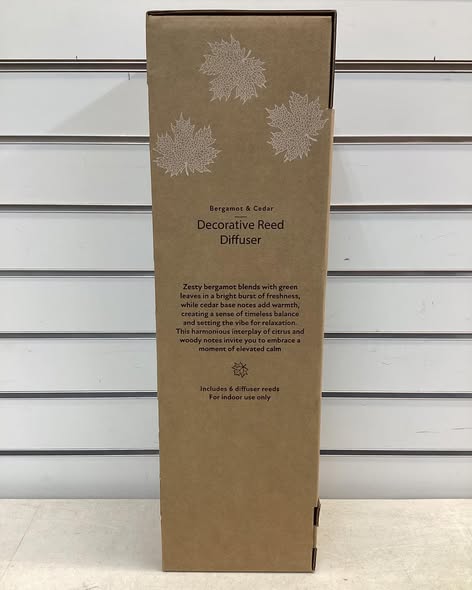 Bergamot & Cedar
Decorative Reed
Diffuser
Zesty bergamot blends with green
leaves in a bright burst of freshness,
while cedar base notes add warmth,
creating a sense of timeless balance
and setting the vibe for relaxation.
This harmonious interplay of citrus and
woody notes invite you to embrace a
moment of elevated calm
Includes 6 diffuser reeds
For indoor use only